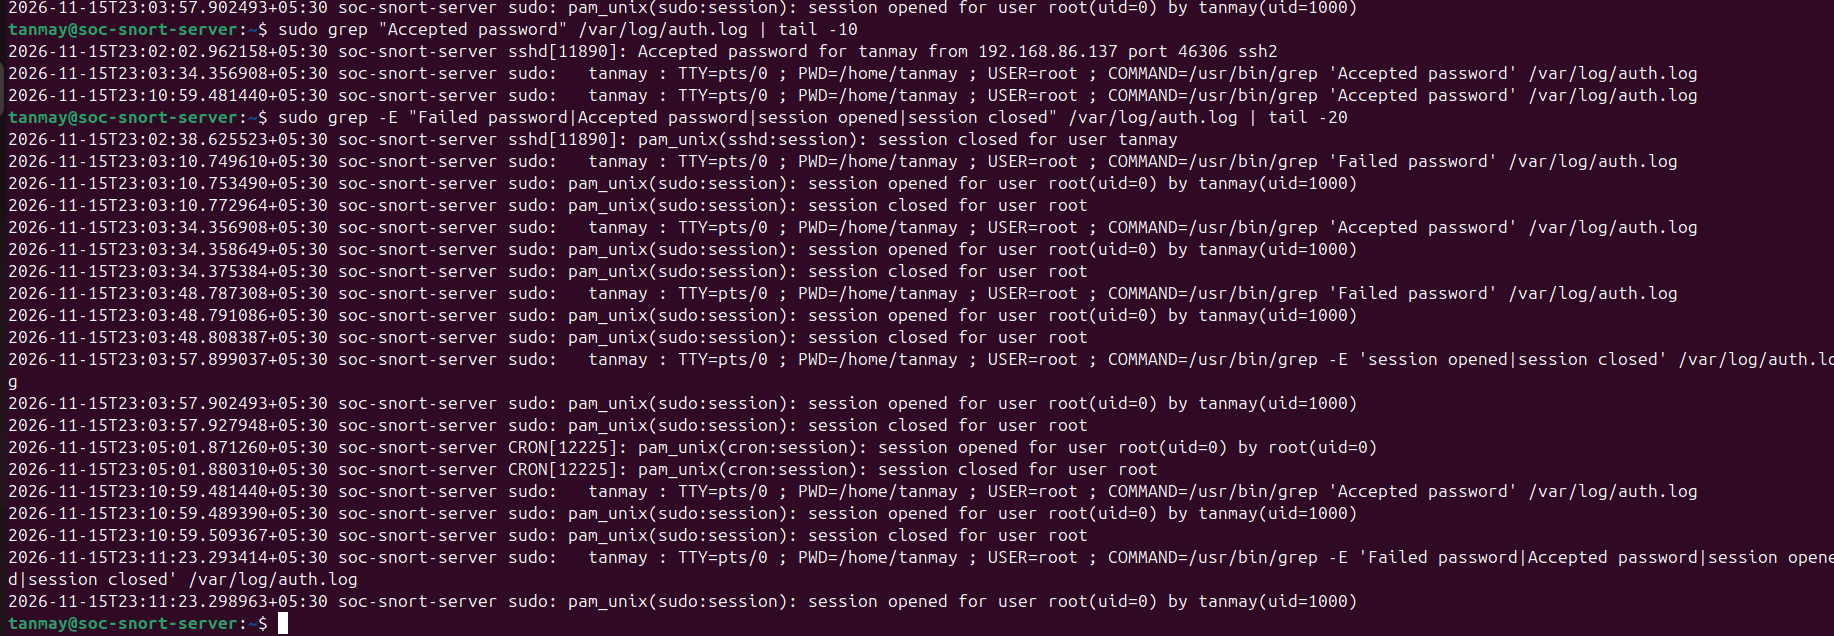 2026-11-15T23:03:57.902493+05:30 soc-snort-server sudo: pam_unix(sudo:session): session opened for user root(uid=0) by tanmay(uid=1000)
tanmay@soc-snort-server:~$ sudo grep "Accepted password" /var/log/auth.log | tail -10
2026-11-15T23:02:02.962158+05:30 soc-snort-server sshd[11890]: Accepted password for tanmay from 192.168.86.137 port 46306 ssh2
2026-11-15T23:03:34.356908+05:30 soc-snort-server sudo:   tanmay : TTY=pts/0 ; PWD=/home/tanmay ; USER=root ; COMMAND=/usr/bin/grep 'Accepted password' /var/log/auth.log
2026-11-15T23:10:59.481440+05:30 soc-snort-server sudo:   tanmay : TTY=pts/0 ; PWD=/home/tanmay ; USER=root ; COMMAND=/usr/bin/grep 'Accepted password' /var/log/auth.log
tanmay@soc-snort-server:~$ sudo grep -E "Failed password|Accepted password|session opened|session closed" /var/log/auth.log | tail -20
2026-11-15T23:02:38.625523+05:30 soc-snort-server sshd[11890]: pam_unix(sshd:session): session closed for user tanmay
2026-11-15T23:03:10.749610+05:30 soc-snort-server sudo:   tanmay : TTY=pts/0 ; PWD=/home/tanmay ; USER=root ; COMMAND=/usr/bin/grep 'Failed password' /var/log/auth.log
2026-11-15T23:03:10.753490+05:30 soc-snort-server sudo: pam_unix(sudo:session): session opened for user root(uid=0) by tanmay(uid=1000)
2026-11-15T23:03:10.772964+05:30 soc-snort-server sudo: pam_unix(sudo:session): session closed for user root
2026-11-15T23:03:34.356908+05:30 soc-snort-server sudo:   tanmay : TTY=pts/0 ; PWD=/home/tanmay ; USER=root ; COMMAND=/usr/bin/grep 'Accepted password' /var/log/auth.log
2026-11-15T23:03:34.358649+05:30 soc-snort-server sudo: pam_unix(sudo:session): session opened for user root(uid=0) by tanmay(uid=1000)
2026-11-15T23:03:34.375384+05:30 soc-snort-server sudo: pam_unix(sudo:session): session closed for user root
2026-11-15T23:03:48.787308+05:30 soc-snort-server sudo:   tanmay : TTY=pts/0 ; PWD=/home/tanmay ; USER=root ; COMMAND=/usr/bin/grep 'Failed password' /var/log/auth.log
2026-11-15T23:03:48.791086+05:30 soc-snort-server sudo: pam_unix(sudo:session): session opened for user root(uid=0) by tanmay(uid=1000)
2026-11-15T23:03:48.808387+05:30 soc-snort-server sudo: pam_unix(sudo:session): session closed for user root
2026-11-15T23:03:57.899037+05:30 soc-snort-server sudo:   tanmay : TTY=pts/0 ; PWD=/home/tanmay ; USER=root ; COMMAND=/usr/bin/grep -E 'session opened|session closed' /var/log/auth.lo
g
2026-11-15T23:03:57.902493+05:30 soc-snort-server sudo: pam_unix(sudo:session): session opened for user root(uid=0) by tanmay(uid=1000)
2026-11-15T23:03:57.927948+05:30 soc-snort-server sudo: pam_unix(sudo:session): session closed for user root
2026-11-15T23:05:01.871260+05:30 soc-snort-server CRON[12225]: pam_unix(cron:session): session opened for user root(uid=0) by root(uid=0)
2026-11-15T23:05:01.880310+05:30 soc-snort-server CRON[12225]: pam_unix(cron:session): session closed for user root
2026-11-15T23:10:59.481440+05:30 soc-snort-server sudo:   tanmay : TTY=pts/0 ; PWD=/home/tanmay ; USER=root ; COMMAND=/usr/bin/grep 'Accepted password' /var/log/auth.log
2026-11-15T23:10:59.489390+05:30 soc-snort-server sudo: pam_unix(sudo:session): session opened for user root(uid=0) by tanmay(uid=1000)
2026-11-15T23:10:59.509367+05:30 soc-snort-server sudo: pam_unix(sudo:session): session closed for user root
2026-11-15T23:11:23.293414+05:30 soc-snort-server sudo:   tanmay : TTY=pts/0 ; PWD=/home/tanmay ; USER=root ; COMMAND=/usr/bin/grep -E 'Failed password|Accepted password|session opene
d|session closed' /var/log/auth.log
2026-11-15T23:11:23.298963+05:30 soc-snort-server sudo: pam_unix(sudo:session): session opened for user root(uid=0) by tanmay(uid=1000)
tanmay@soc-snort-server:~$